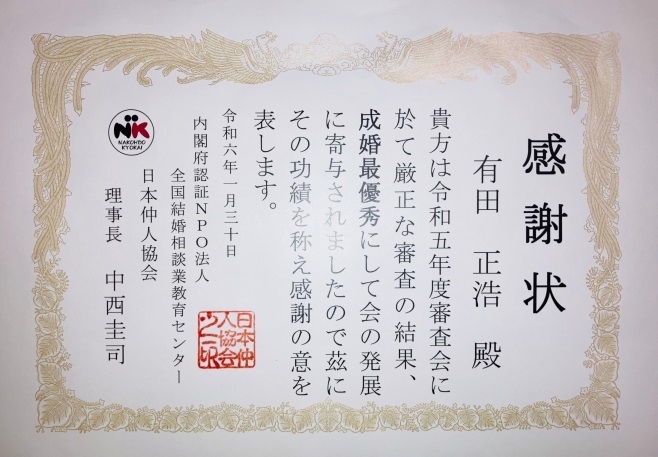 感謝状
有田 正浩 殿
貴方は令和五年度審査会に
於て厳正な審査の結果、
成婚最優秀にして会の発展
に寄与されましたので茲に
その功績を称え感謝の意を
表します。
令和六年一月三十日
内閣府認証NPO法人
全国結婚相談業教育センター
日本仲人協会
理事長 中西圭司
NK
NAKOHDO
KYOKAI
日本仲
人協会
之印